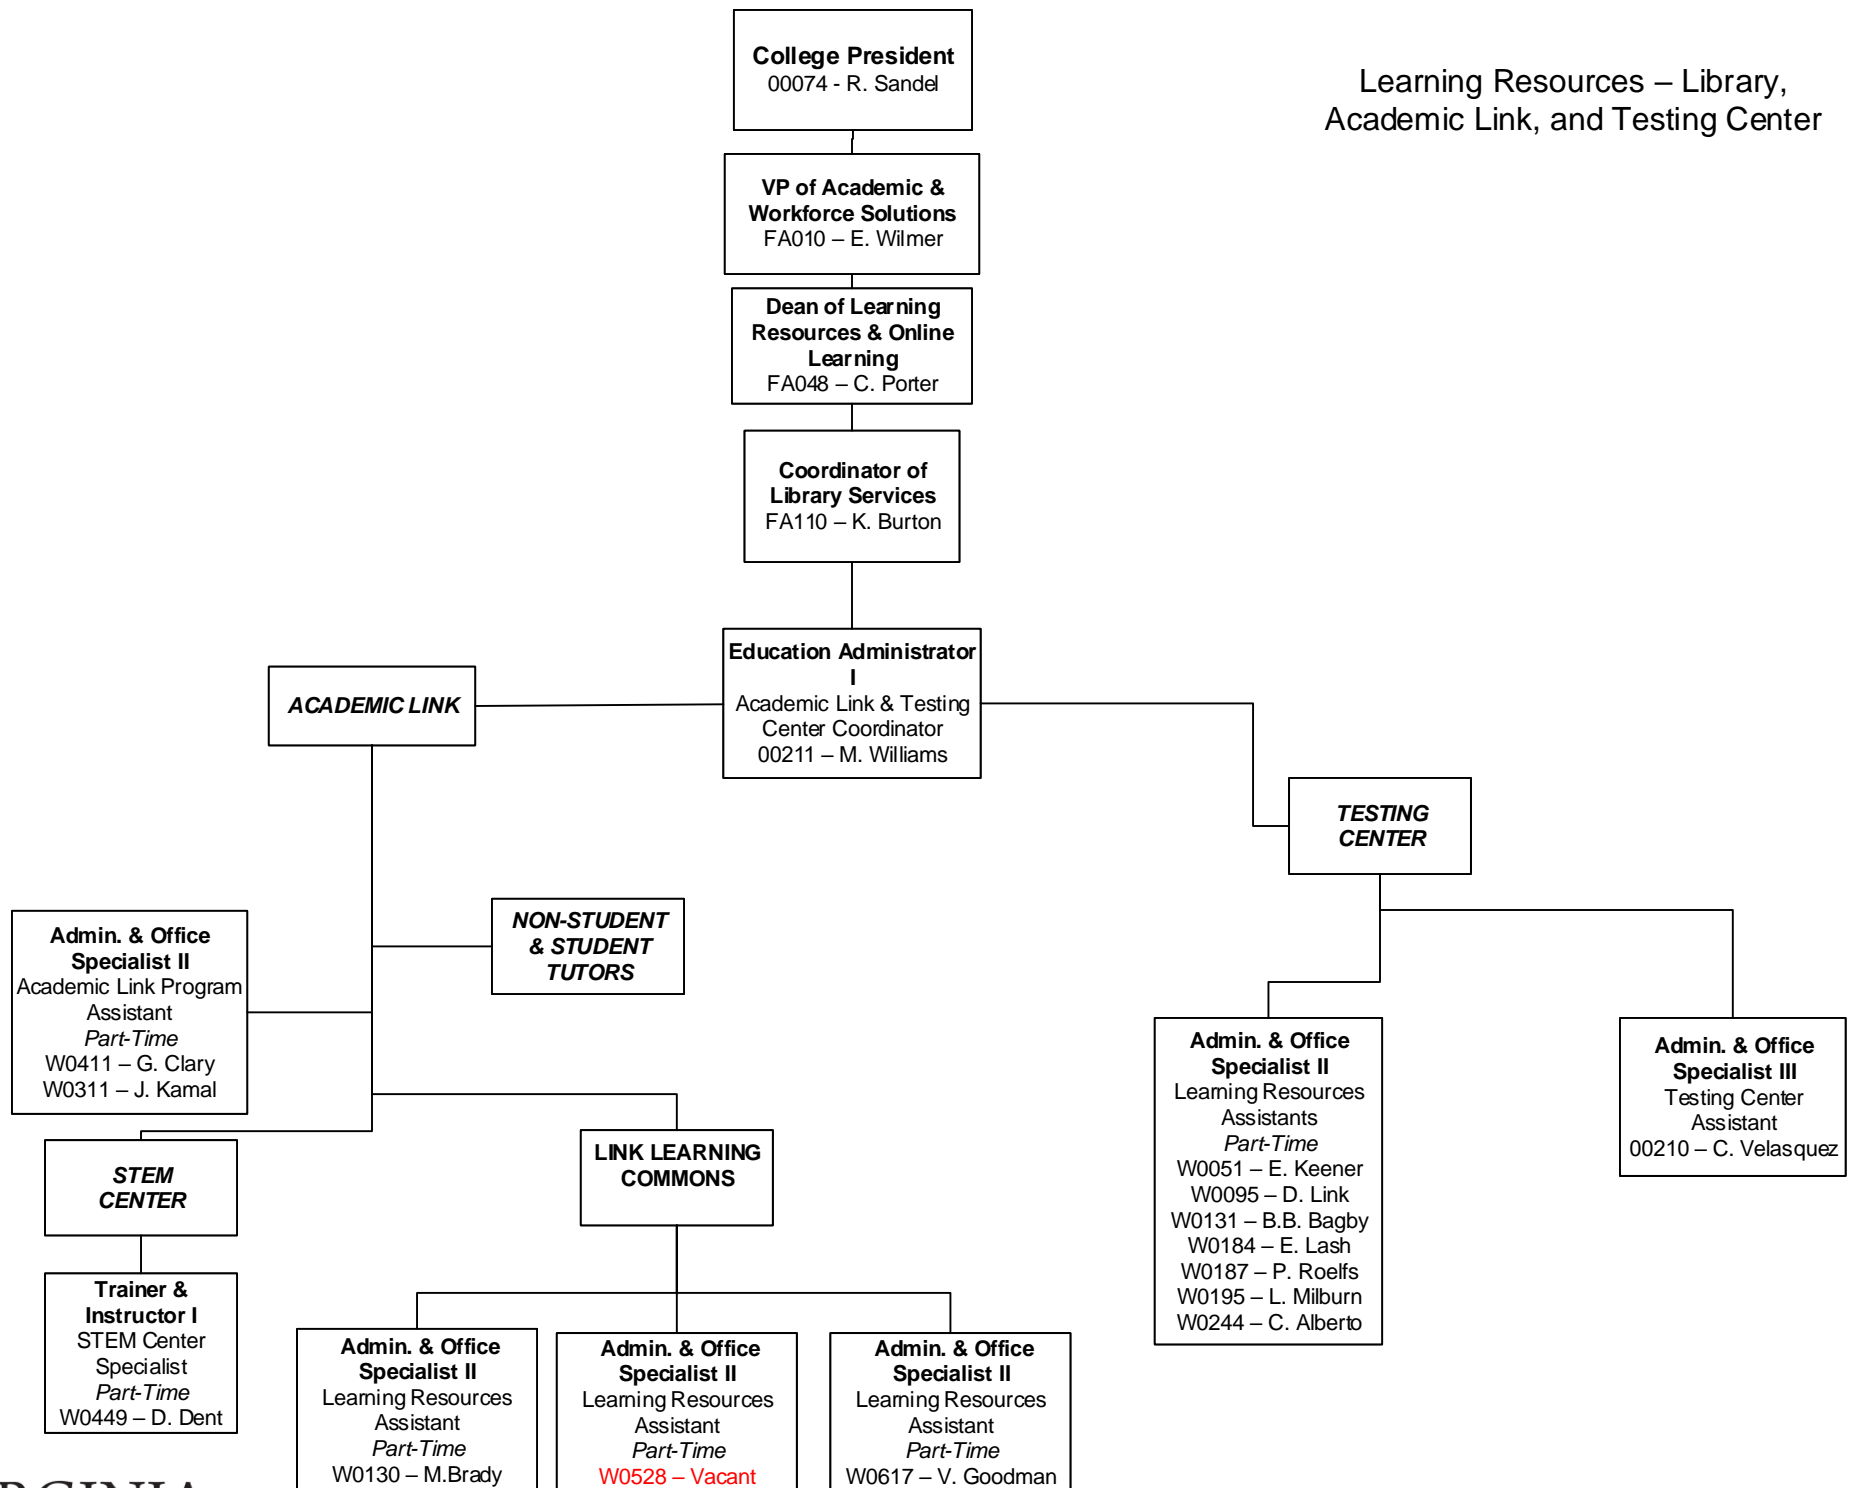 College President
00074 - R. Sandel
Learning Resources – Library,
Academic Link, and Testing Center
VP of Academic &
Workforce Solutions
FA010 – E. Wilmer
Dean of Learning
Resources & Online
Learning
FA048 – C. Porter
Coordinator of
Library Services
FA110 – K. Burton
Education Administrator
I
Academic Link & Testing
Center Coordinator
00211 – M. Williams
ACADEMIC LINK
TESTING
CENTER
NON-STUDENT
& STUDENT
TUTORS
Admin. & Office
Specialist II
Academic Link Program
Assistant
Part-Time
W0411 – G. Clary
W0311 – J. Kamal
Admin. & Office
Specialist II
Learning Resources
Assistants
Part-Time
W0051 – E. Keener
W0095 – D. Link
W0131 – B.B. Bagby
W0184 – E. Lash
W0187 – P. Roelfs
W0195 – L. Milburn
W0244 – C. Alberto
Admin. & Office
Specialist III
Testing Center
Assistant
00210 – C. Velasquez
STEM
CENTER
LINK LEARNING
COMMONS
Trainer &
Instructor I
STEM Center
Specialist
Part-Time
W0449 – D. Dent
Admin. & Office
Specialist II
Learning Resources
Assistant
Part-Time
W0130 – M.Brady
Admin. & Office
Specialist II
Learning Resources
Assistant
Part-Time
W0528 – Vacant
Admin. & Office
Specialist II
Learning Resources
Assistant
Part-Time
W0617 – V. Goodman